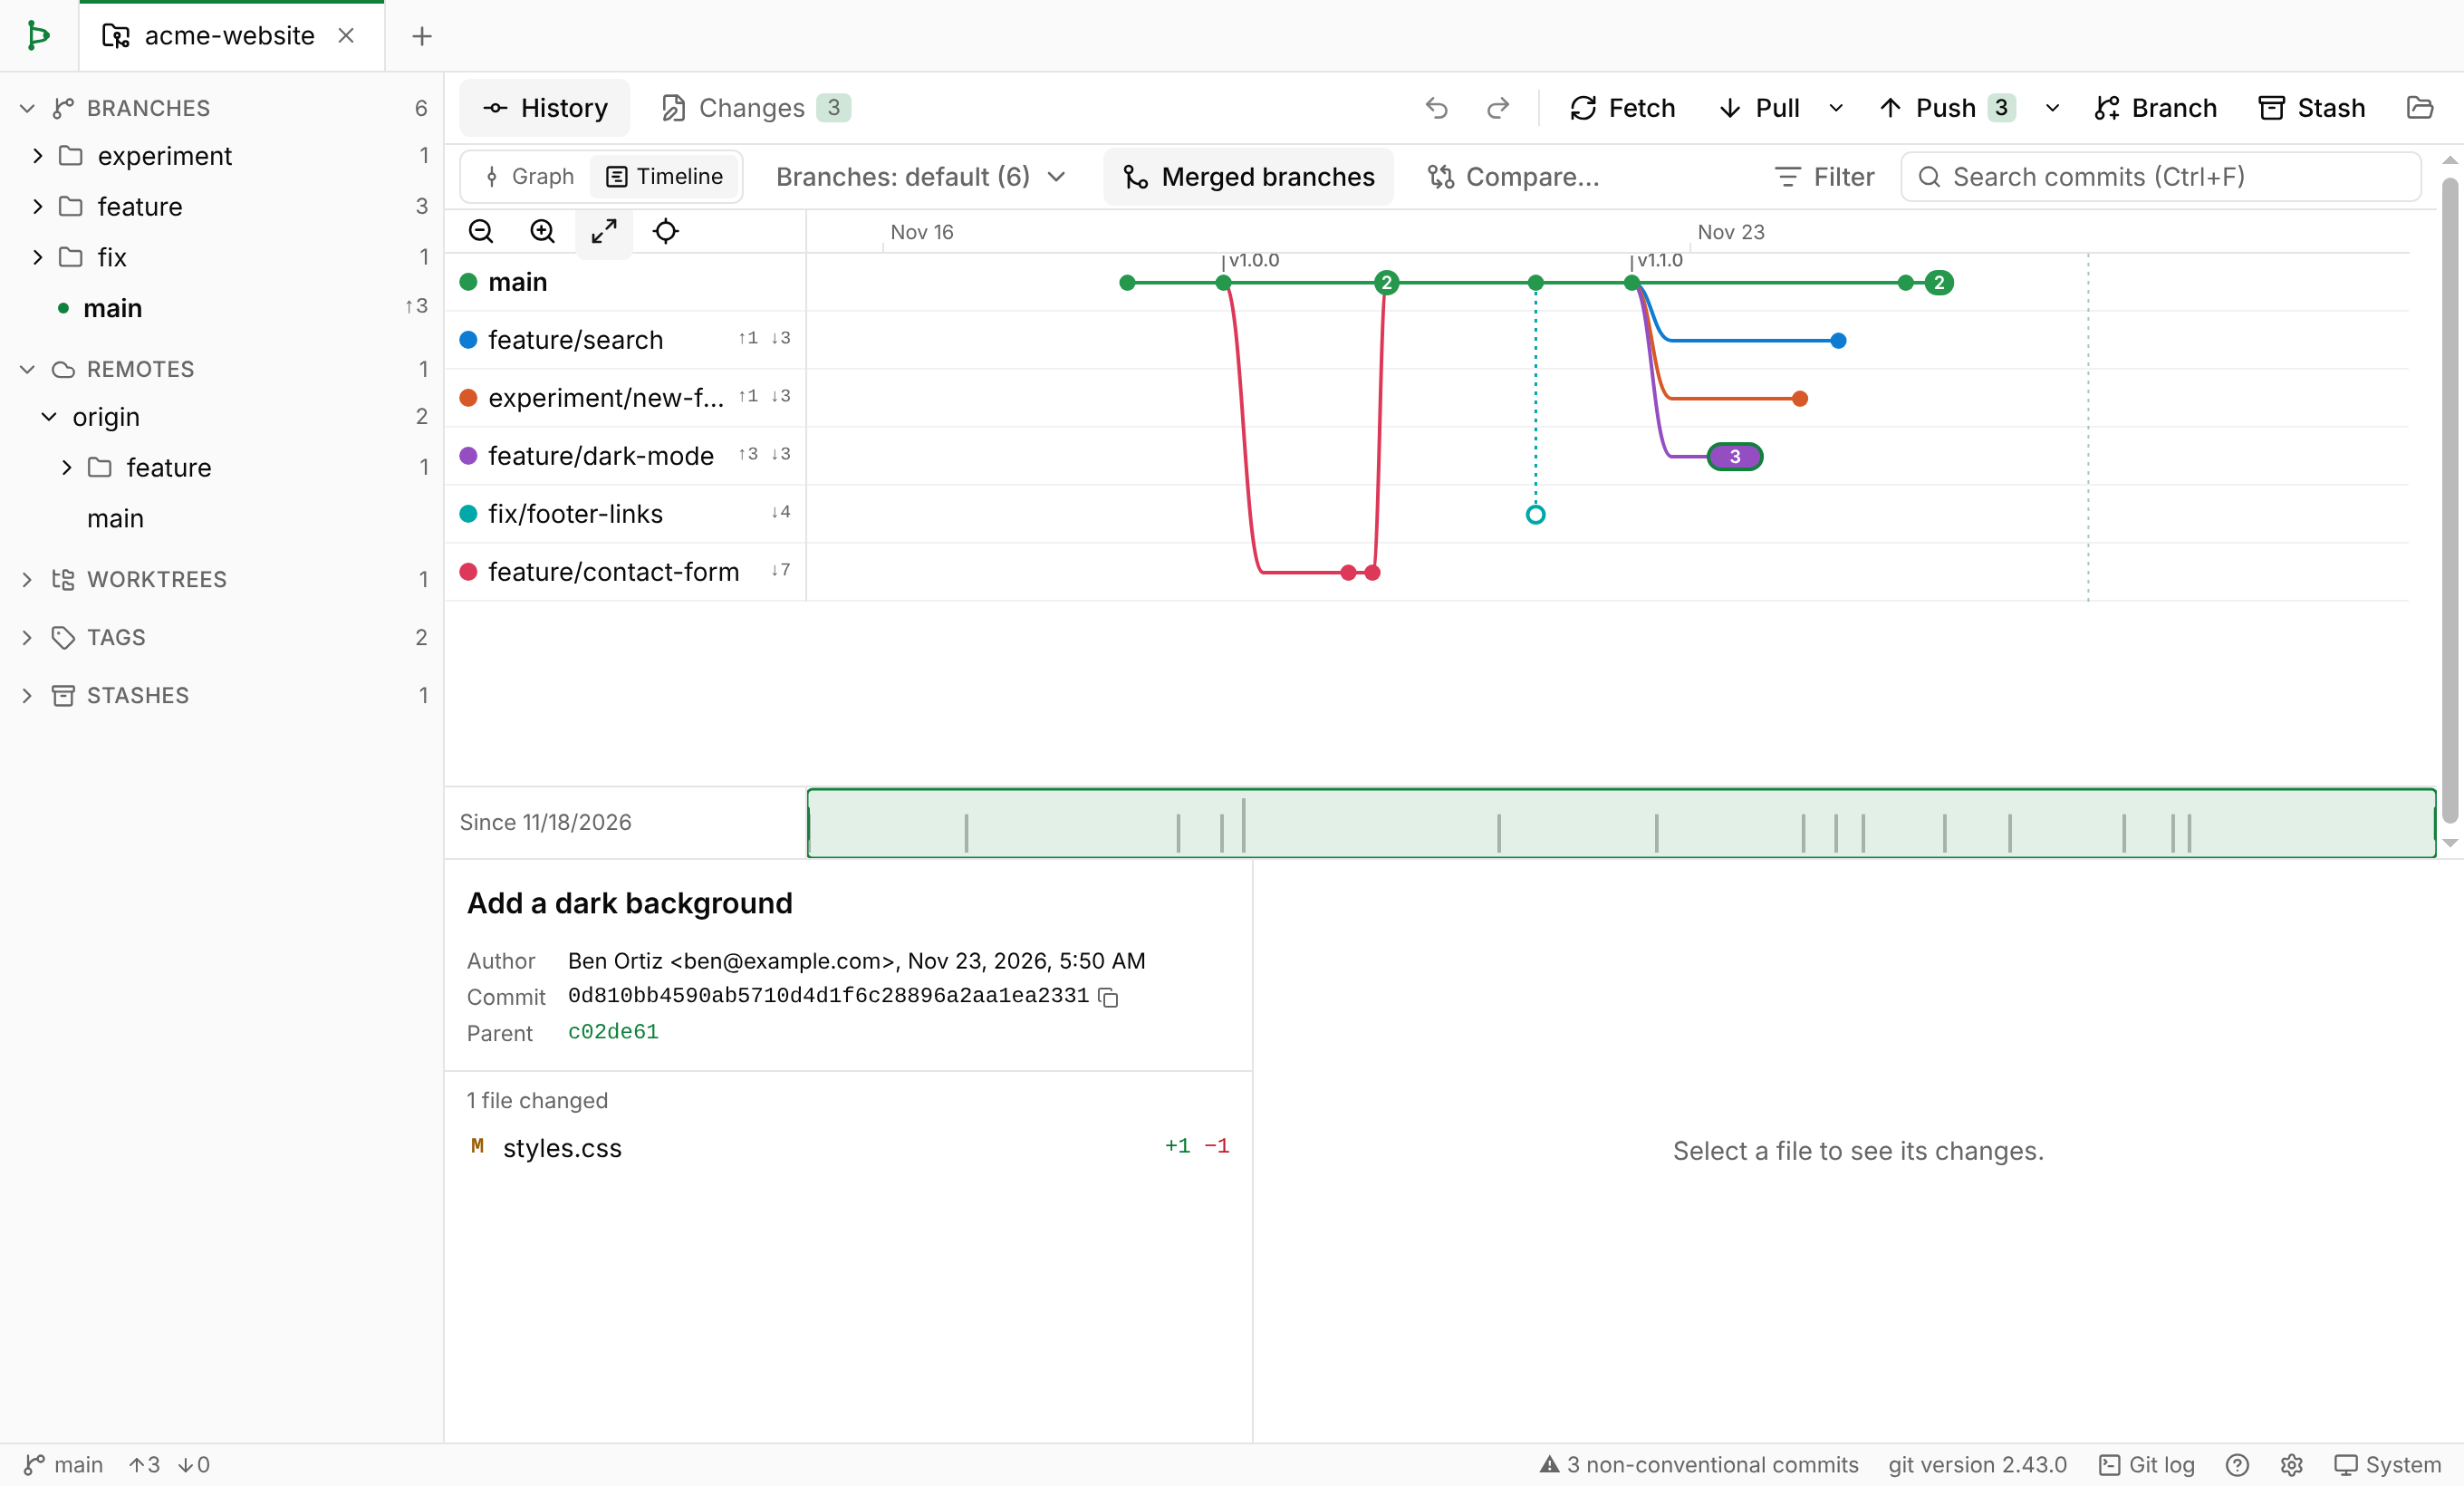 acme-website
BRANCHES 6
experiment 1
feature 3
fix 1
main ↑3
REMOTES 1
origin 2
feature 1
main
WORKTREES 1
TAGS 2
STASHES 1
History Changes 3 Fetch Pull Push 3 Branch Stash
Graph Timeline Branches: default (6) Merged branches Compare... Filter Search commits (Ctrl+F)
Nov 16 Nov 23
v1.0.0 v1.1.0
main 2 2
feature/search ↑1 ↓3
experiment/new-f... ↑1 ↓3
feature/dark-mode ↑3 ↓3 3
fix/footer-links ↓4
feature/contact-form ↓7
Since 11/18/2026
Add a dark background
Author Ben Ortiz <ben@example.com>, Nov 23, 2026, 5:50 AM
Commit 0d810bb4590ab5710d4d1f6c28896a2aa1ea2331
Parent c02de61
1 file changed
M styles.css +1 −1
Select a file to see its changes.
main ↑3 ↓0 3 non-conventional commits git version 2.43.0 Git log System